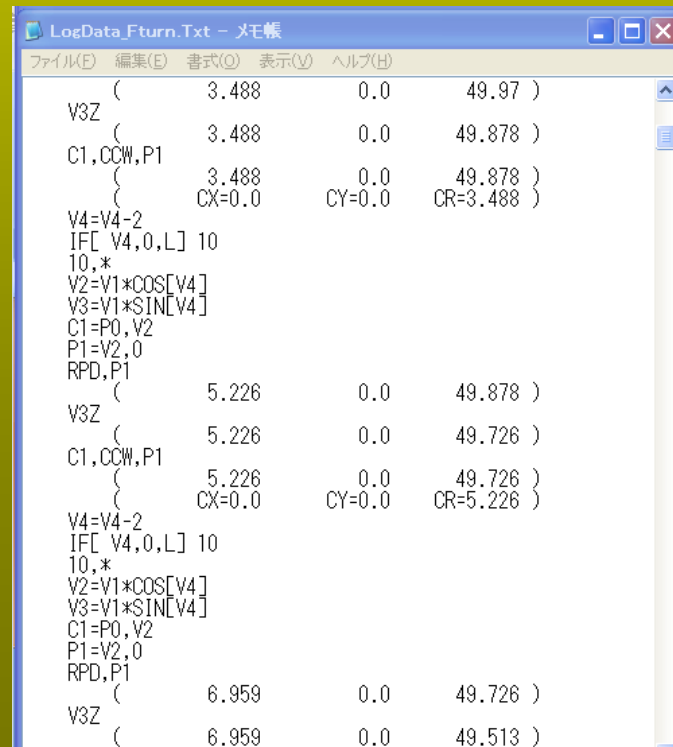 LogData_Fturn.Txt - メモ帳
ファイル(F) 編集(E) 書式(O) 表示(V) ヘルプ(H)
( 3.488 0.0 49.97 )
V3Z
( 3.488 0.0 49.878 )
C1,CCW,P1
( 3.488 0.0 49.878 )
( CX=0.0 CY=0.0 CR=3.488 )
V4=V4-2
IF[ V4,0,L] 10
10,*
V2=V1*COS[V4]
V3=V1*SIN[V4]
C1=P0,V2
P1=V2,0
RPD,P1
( 5.226 0.0 49.878 )
V3Z
( 5.226 0.0 49.726 )
C1,CCW,P1
( 5.226 0.0 49.726 )
( CX=0.0 CY=0.0 CR=5.226 )
V4=V4-2
IF[ V4,0,L] 10
10,*
V2=V1*COS[V4]
V3=V1*SIN[V4]
C1=P0,V2
P1=V2,0
RPD,P1
( 6.959 0.0 49.726 )
V3Z
( 6.959 0.0 49.513 )